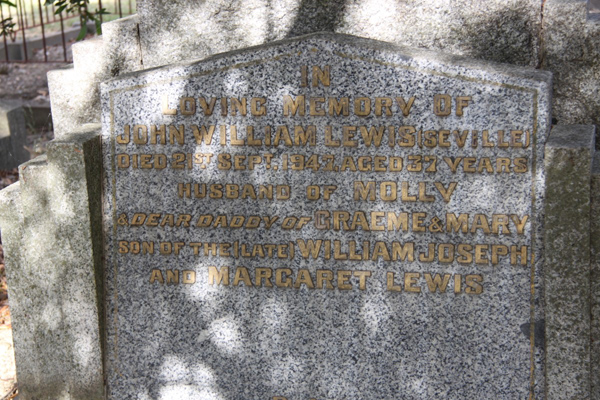 IN
LOVING MEMORY OF
JOHN WILLIAM LEWIS (SEVILLE)
DIED 21ST SEPT. 1947, AGED 37 YEARS
HUSBAND OF MOLLY
& DEAR DADDY OF GRAEME & MARY
SON OF THE (LATE) WILLIAM JOSEPH,
AND MARGARET LEWIS